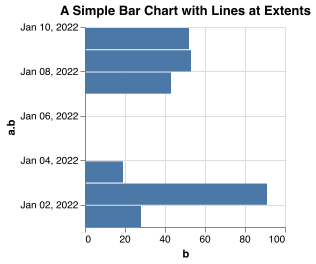 A Simple Bar Chart with Lines at Extents
Jan 10, 2022
Jan 08, 2022
Jan 06, 2022
Jan 04, 2022
Jan 02, 2022
a.b
0 20 40 60 80 100
b